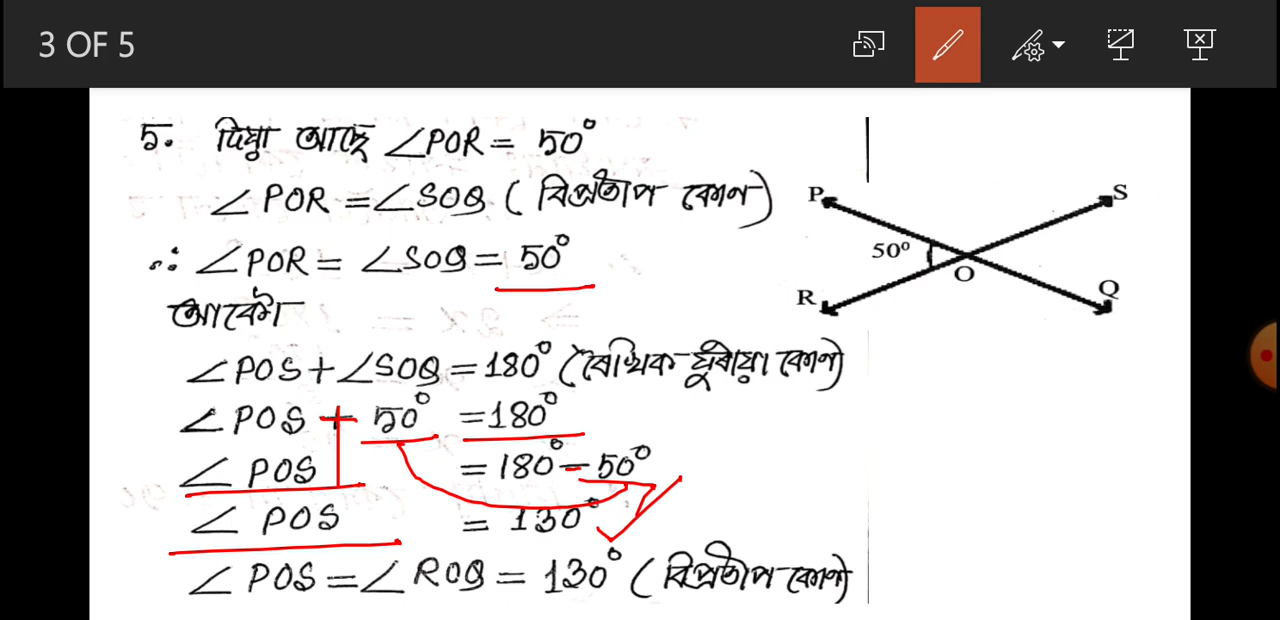 3 OF 5
5. দিয়া আছে ∠POR = 50°
∠POR = ∠SOQ (বিপ্ৰতীপ কোণ)
∴ ∠POR = ∠SOQ = 50°
আকৌ
∠POS + ∠SOQ = 180° (ৰৈখিক যুৰীয়া কোণ)
∠POS + 50° = 180°
∠POS = 180° - 50°
∠POS = 130°
∠POS = ∠ROQ = 130° (বিপ্ৰতীপ কোণ)
P
S
50°
O
R
Q